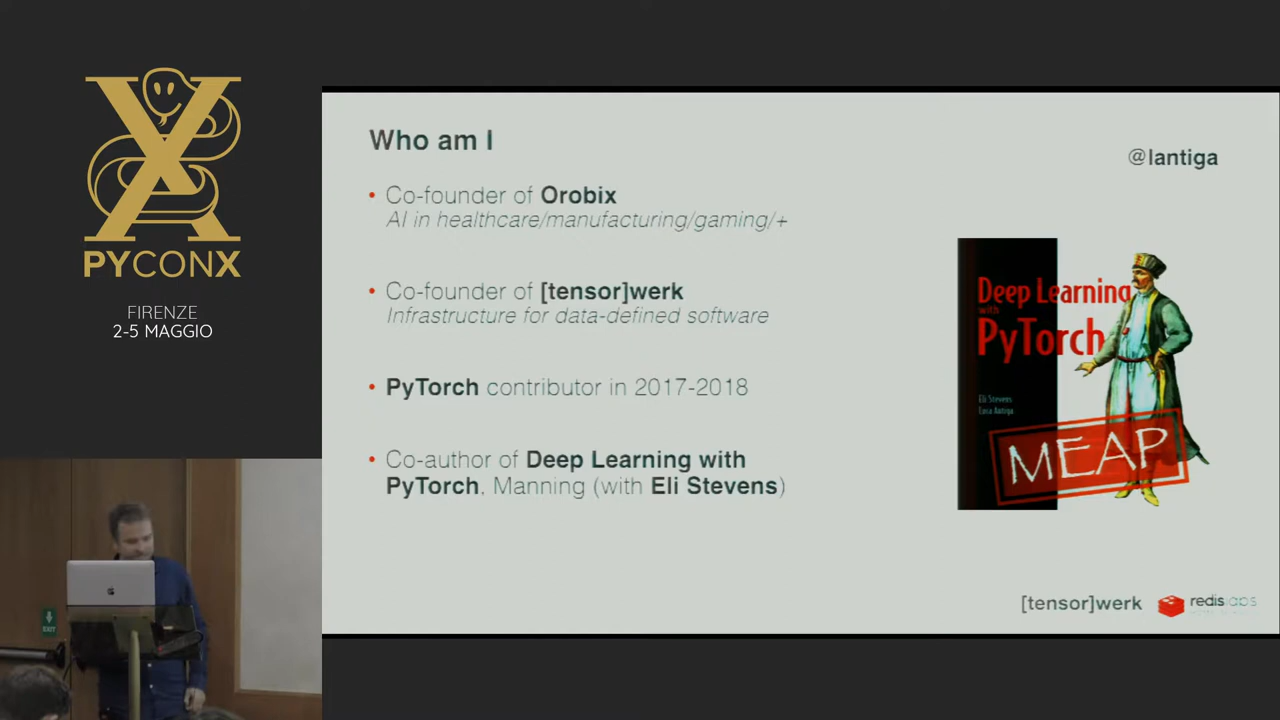 PYCONX
FIRENZE
2-5 MAGGIO
EXIT
Who am I
@lantiga
• Co-founder of Orobix
AI in healthcare/manufacturing/gaming/+
• Co-founder of [tensor]werk
Infrastructure for data-defined software
• PyTorch contributor in 2017-2018
• Co-author of Deep Learning with
PyTorch, Manning (with Eli Stevens)
Deep Learning
with
PyTorch
Eli Stevens
Luca Antiga
MEAP
[tensor]werk
redislabs